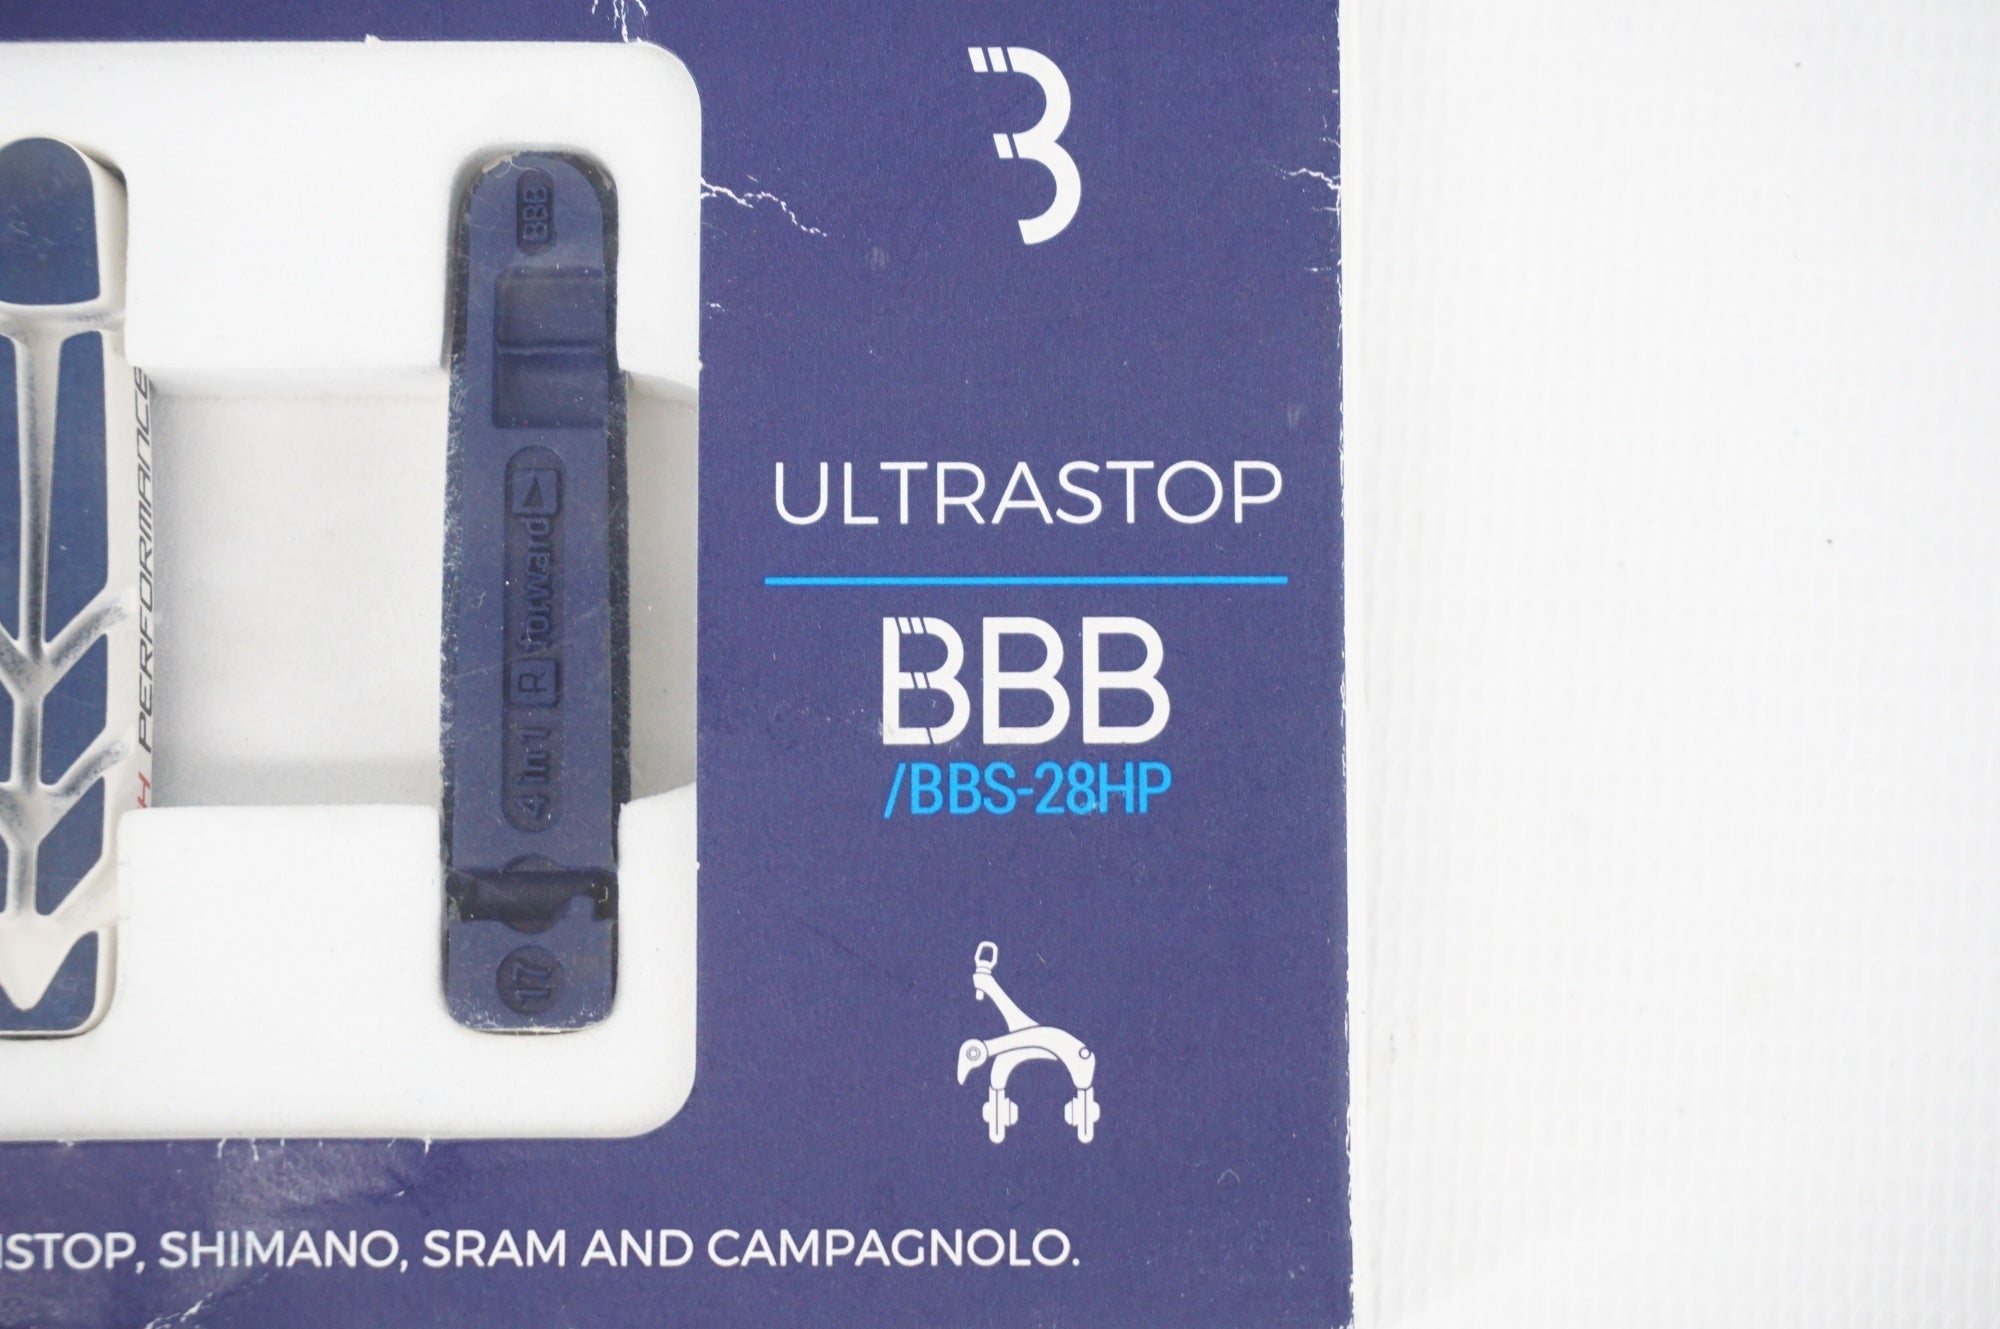 BBB
4 in 1 R forward
17
PERFORMANCE
ULTRASTOP
BBB
/BBS-28HP
STOP, SHIMANO, SRAM AND CAMPAGNOLO.